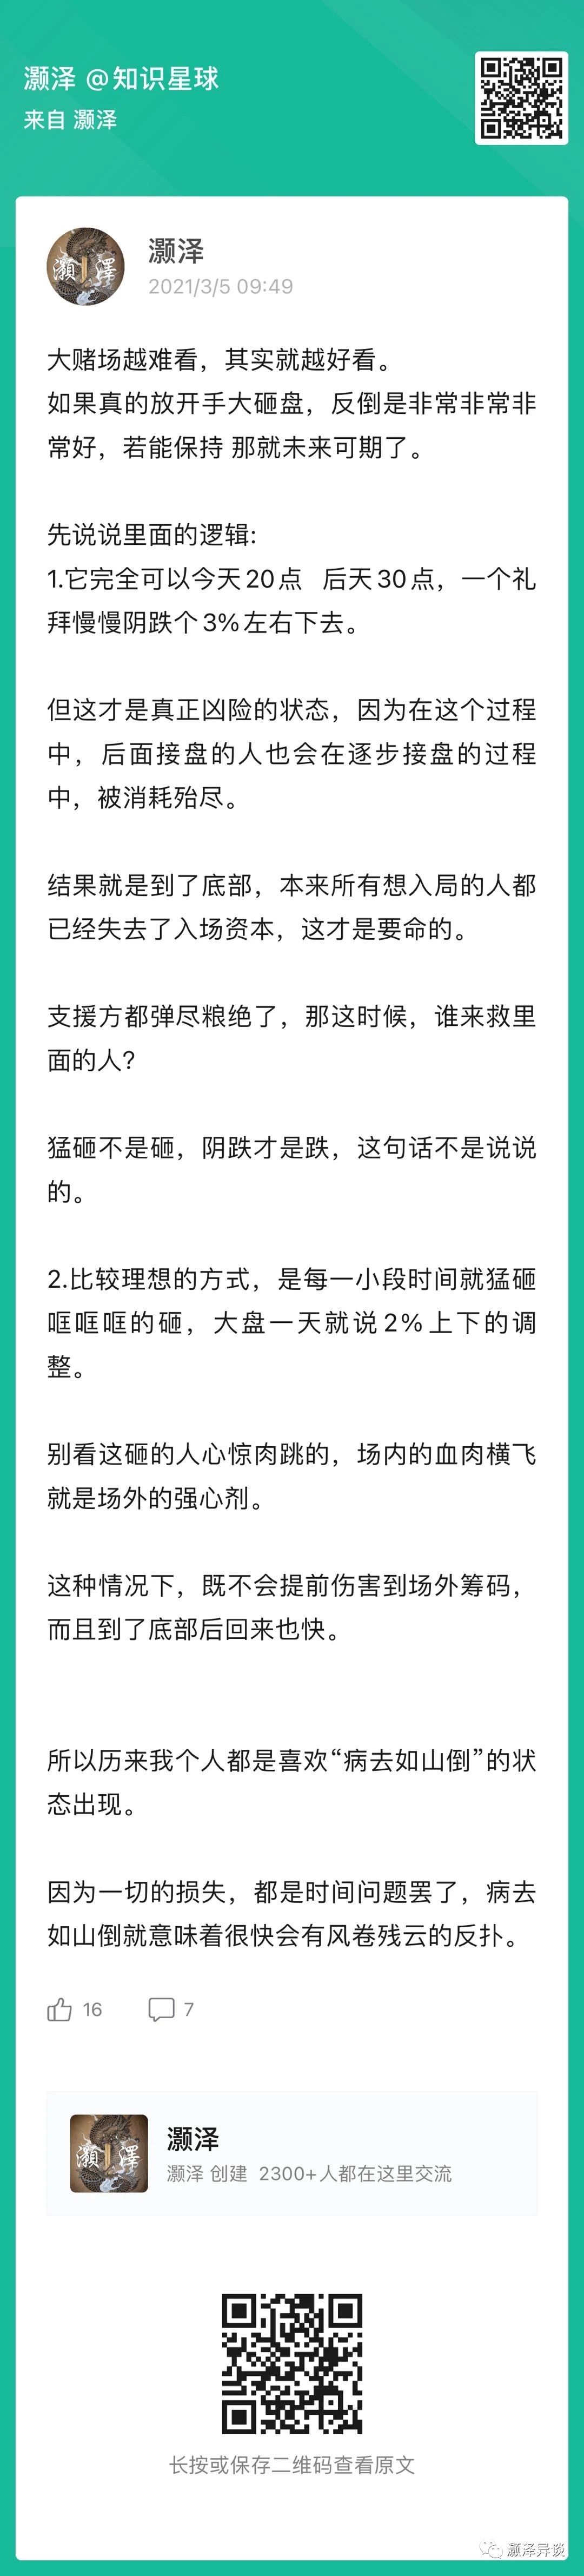 灏泽 @知识星球
来自 灏泽
灏泽
灏泽
2021/3/5 09:49
大赌场越难看，其实就越好看。
如果真的放开手大砸盘，反倒是非常非常非
常好，若能保持 那就未来可期了。
先说说里面的逻辑:
1.它完全可以今天20点 后天30点，一个礼
拜慢慢阴跌个3%左右下去。
但这才是真正凶险的状态，因为在这个过程
中，后面接盘的人也会在逐步接盘的过程
中，被消耗殆尽。
结果就是到了底部，本来所有想入局的人都
已经失去了入场资本，这才是要命的。
支援方都弹尽粮绝了，那这时候，谁来救里
面的人?
猛砸不是砸，阴跌才是跌，这句话不是说说
的。
2.比较理想的方式，是每一小段时间就猛砸
哐哐哐的砸，大盘一天就说2%上下的调
整。
别看这砸的人心惊肉跳的，场内的血肉横飞
就是场外的强心剂。
这种情况下，既不会提前伤害到场外筹码，
而且到了底部后回来也快。
所以历来我个人都是喜欢“病去如山倒”的状
态出现。
因为一切的损失，都是时间问题罢了，病去
如山倒就意味着很快会有风卷残云的反扑。
16 7
灏泽
灏泽 创建 2300+人都在这里交流
长按或保存二维码查看原文
灏泽异谈